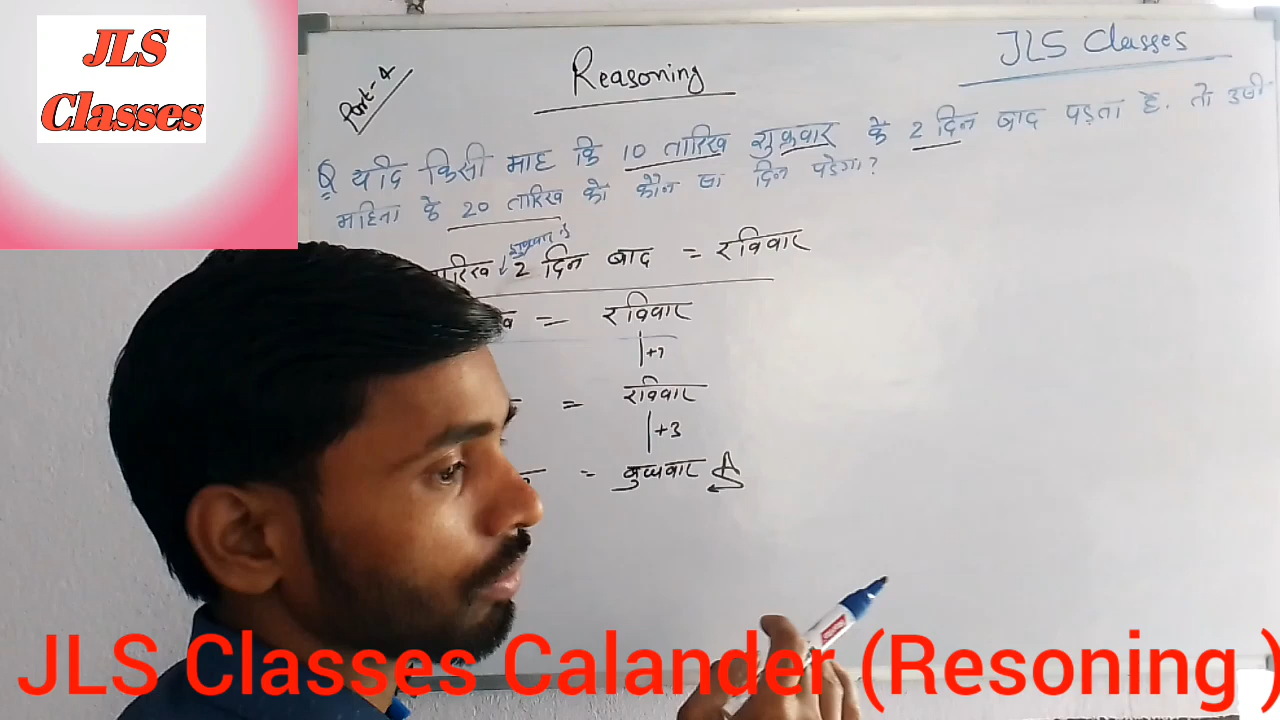 JLS
Classes
Part-4
Reasoning
JLS Classes
Q यदि किसी माह कि 10 तारिख शुक्रवार के 2 दिन बाद पड़ता है. तो उसी
महिना के 20 तारिख को कौन सा दिन पड़ेगा?
शुक्रवार के
तारिख 2 दिन बाद = रविवार
= रविवार
+7
= रविवार
+3
= बुधवार A
JLS Classes Calander (Resoning )